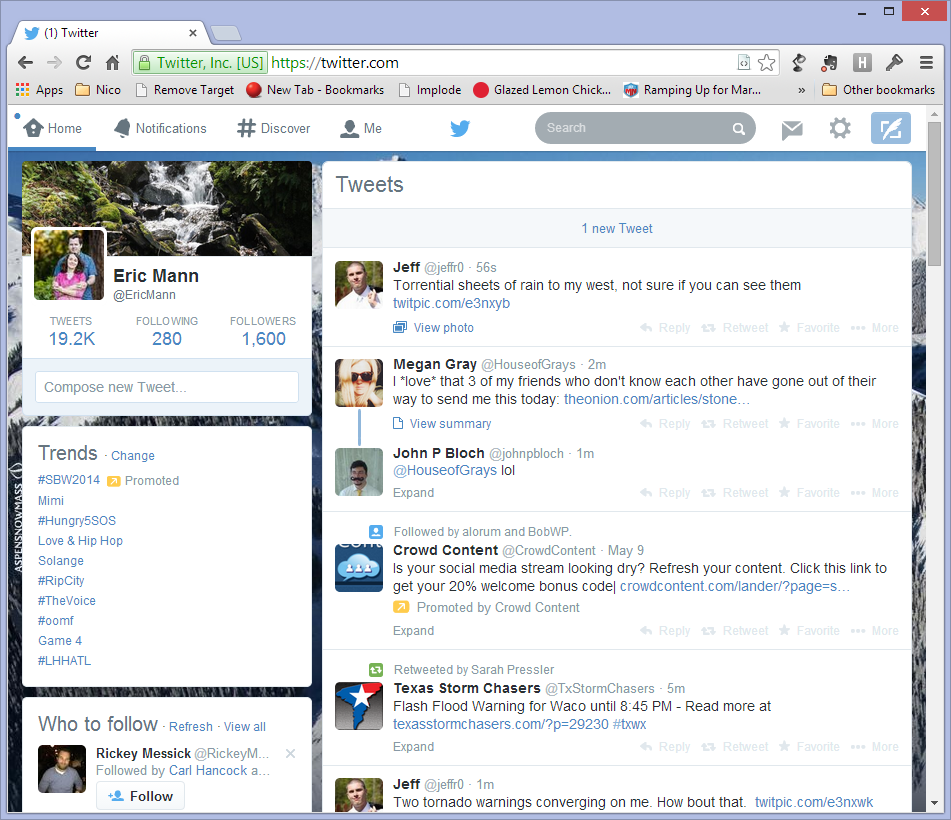 (1) Twitter
Twitter, Inc. [US] https://twitter.com
Apps Nico Remove Target New Tab - Bookmarks Implode Glazed Lemon Chick... Ramping Up for Mar... » Other bookmarks
Home Notifications Discover Me Search
Eric Mann
@EricMann
TWEETS FOLLOWING FOLLOWERS
19.2K 280 1,600
Compose new Tweet...
Trends · Change
#SBW2014 Promoted
Mimi
#Hungry5SOS
Love & Hip Hop
Solange
#RipCity
#TheVoice
#oomf
Game 4
#LHHATL
Who to follow · Refresh · View all
Rickey Messick @RickeyM...
Followed by Carl Hancock a...
Follow
ASPENSNOWMASS
Tweets
1 new Tweet
Jeff @jeffr0 · 56s
Torrential sheets of rain to my west, not sure if you can see them
twitpic.com/e3nxyb
View photo Reply Retweet Favorite More
Megan Gray @HouseofGrays · 2m
I *love* that 3 of my friends who don't know each other have gone out of their
way to send me this today: theonion.com/articles/stone…
View summary Reply Retweet Favorite More
John P Bloch @johnpbloch · 1m
@HouseofGrays lol
Expand Reply Retweet Favorite More
Followed by alorum and BobWP.
Crowd Content @CrowdContent · May 9
Is your social media stream looking dry? Refresh your content. Click this link to
get your 20% welcome bonus code| crowdcontent.com/lander/?page=s…
Promoted by Crowd Content
Expand Reply Retweet Favorite More
Retweeted by Sarah Pressler
Texas Storm Chasers @TxStormChasers · 5m
Flash Flood Warning for Waco until 8:45 PM - Read more at
texasstormchasers.com/?p=29230 #txwx
Expand Reply Retweet Favorite More
Jeff @jeffr0 · 1m
Two tornado warnings converging on me. How bout that. twitpic.com/e3nxwk